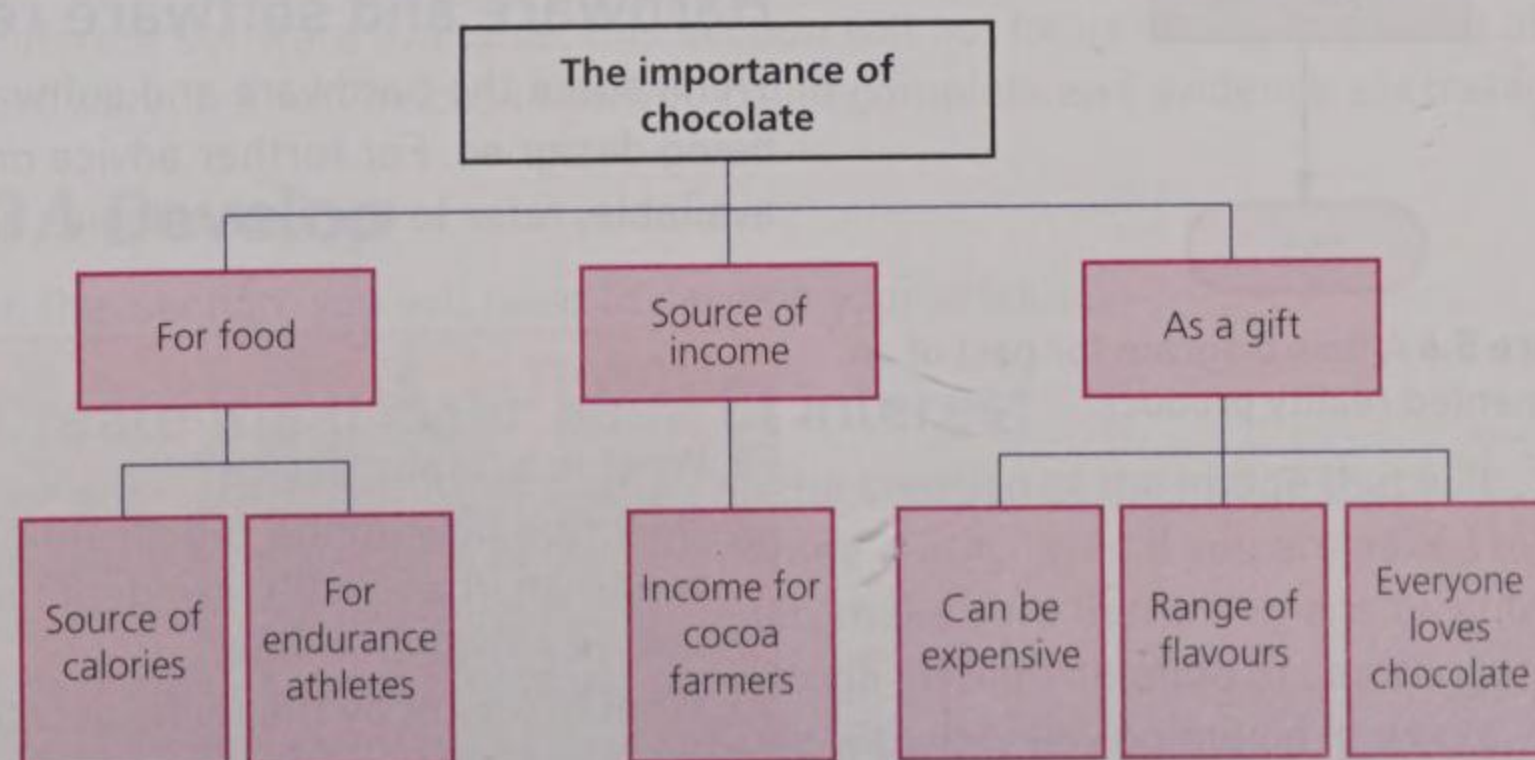 The importance of
chocolate
For food
Source of
income
As a gift
Source of
calories
For
endurance
athletes
Income for
cocoa
farmers
Can be
expensive
Range of
flavours
Everyone
loves
chocolate